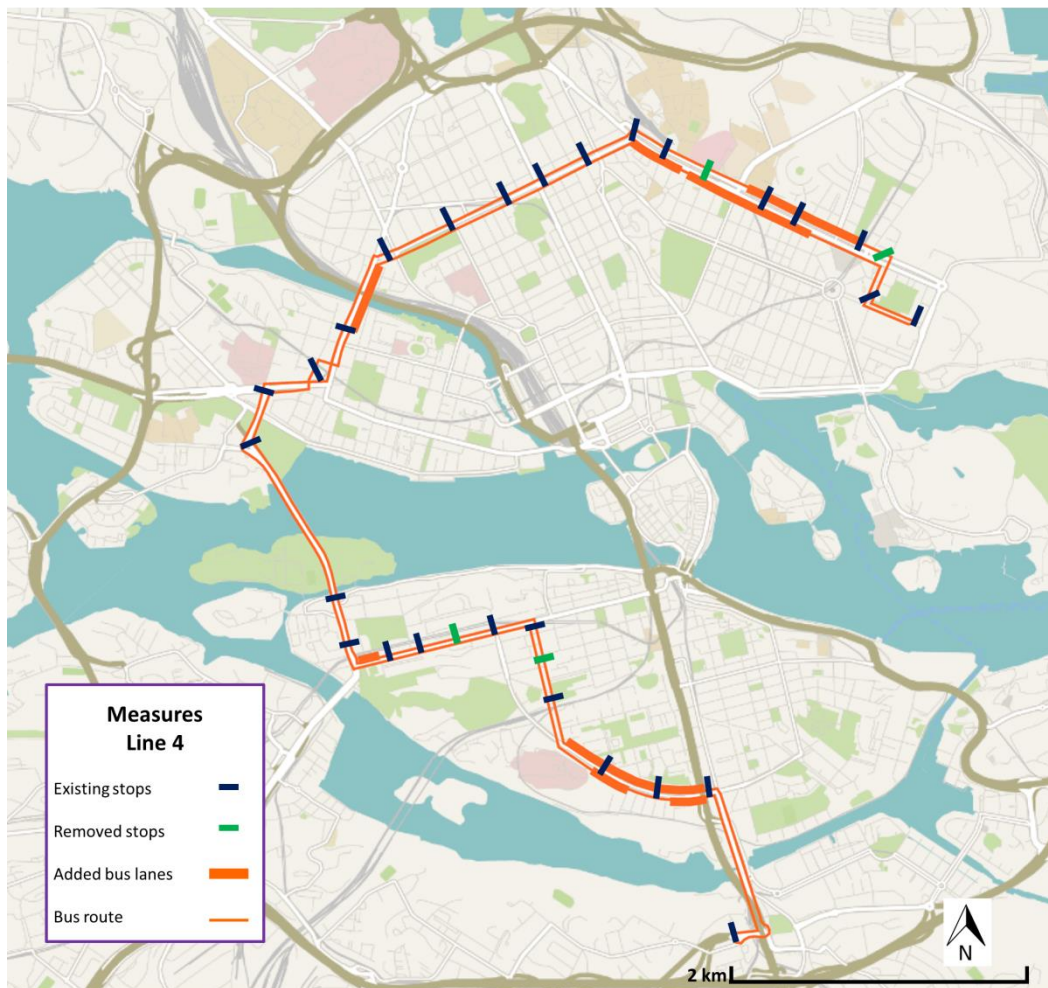 Measures
Line 4
Existing stops
Removed stops
Added bus lanes
Bus route
N
2 km